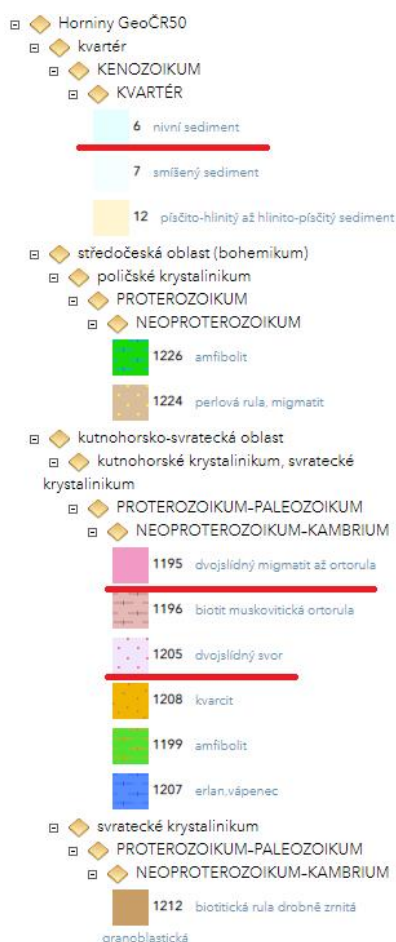 Horniny GeoČR50
kvartér
KENOZOIKUM
KVARTÉR
6 nivní sediment
7 smíšený sediment
12 písčito-hlinitý až hlinito-písčitý sediment
středočeská oblast (bohemikum)
poličské krystalinikum
PROTEROZOIKUM
NEOPROTEROZOIKUM
1226 amfibolit
1224 perlová rula, migmatit
kutnohorsko-svratecká oblast
kutnohorské krystalinikum, svratecké
krystalinikum
PROTEROZOIKUM-PALEOZOIKUM
NEOPROTEROZOIKUM-KAMBRIUM
1195 dvojslídný migmatit až ortorula
1196 biotit muskovitická ortorula
1205 dvojslídný svor
1208 kvarcit
1199 amfibolit
1207 erlan,vápenec
svratecké krystalinikum
PROTEROZOIKUM-PALEOZOIKUM
NEOPROTEROZOIKUM-KAMBRIUM
1212 biotitická rula drobně zrnitá
granoblastická